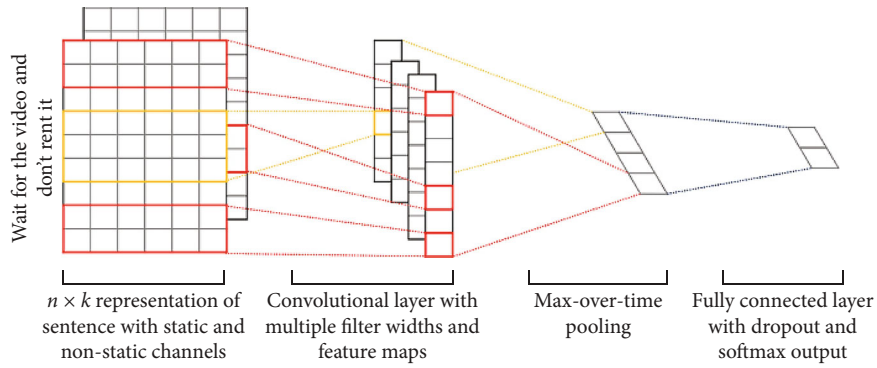 Wait for the video and
don't rent it
n × k representation of
sentence with static and
non-static channels
Convolutional layer with
multiple filter widths and
feature maps
Max-over-time
pooling
Fully connected layer
with dropout and
softmax output